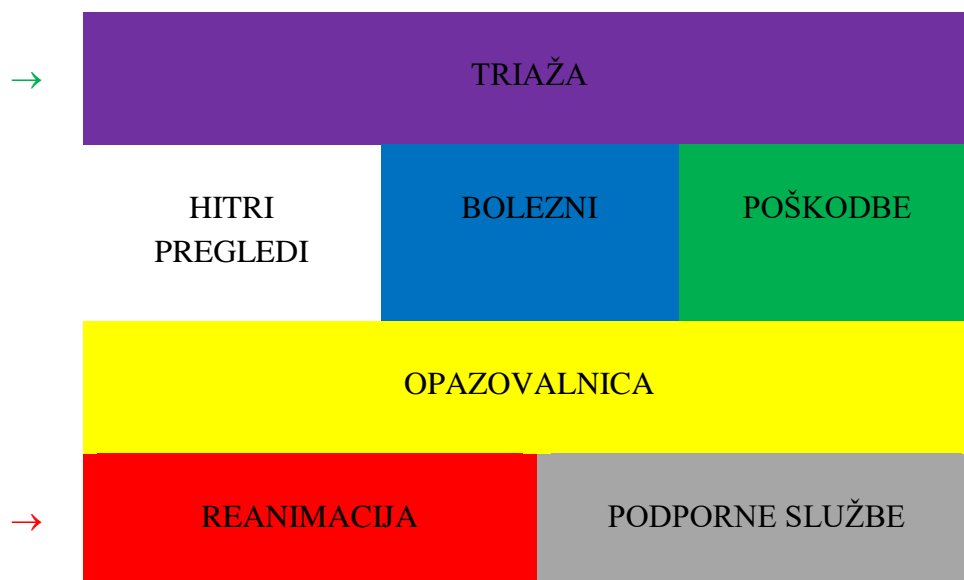 → TRIAŽA
HITRI
PREGLEDI
BOLEZNI
POŠKODBE
OPAZOVALNICA
→ REANIMACIJA
PODPORNE SLUŽBE